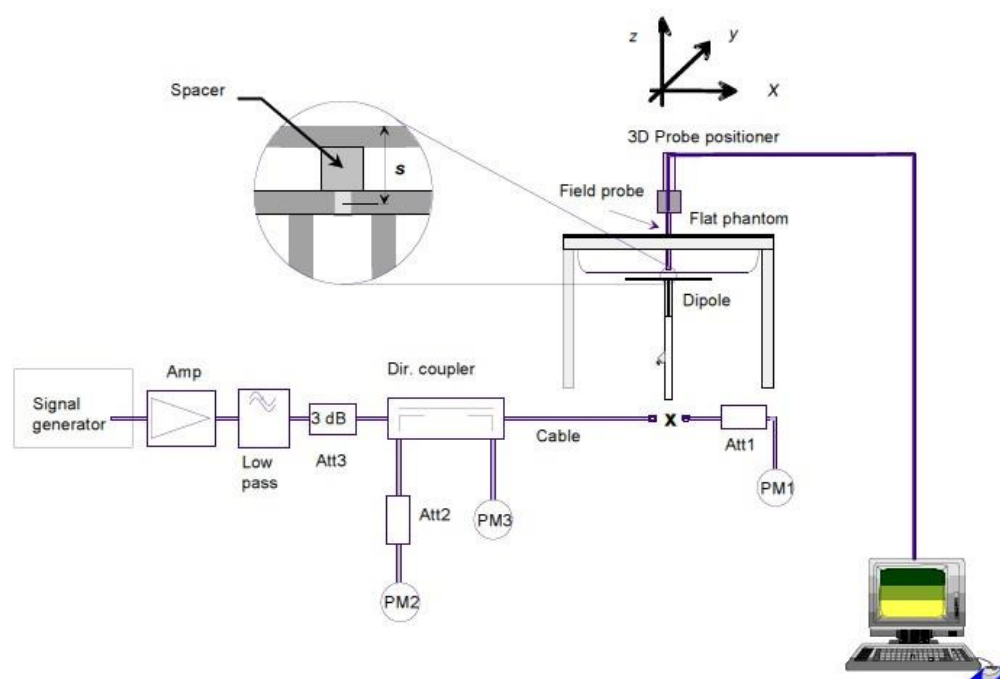 z
y
X
Spacer
3D Probe positioner
s
Field probe
Flat phantom
Dipole
Dir. coupler
Amp
Signal
generator
3 dB
Cable
x
Att1
Low
pass
Att3
PM1
Att2
PM3
PM2